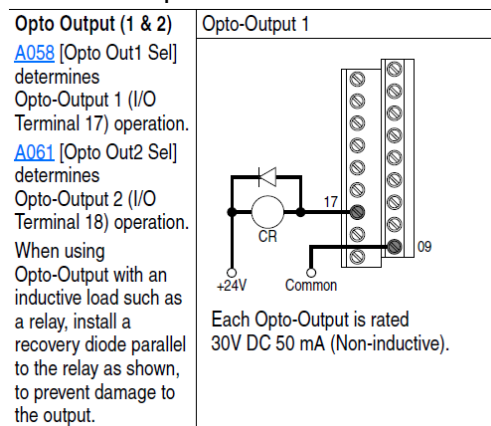 Opto Output (1 & 2)
A058 [Opto Out1 Sel]
determines
Opto-Output 1 (I/O
Terminal 17) operation.
A061 [Opto Out2 Sel]
determines
Opto-Output 2 (I/O
Terminal 18) operation.
When using
Opto-Output with an
inductive load such as
a relay, install a
recovery diode parallel
to the relay as shown,
to prevent damage to
the output.
Opto-Output 1
17
CR
09
+24V
Common
Each Opto-Output is rated
30V DC 50 mA (Non-inductive).